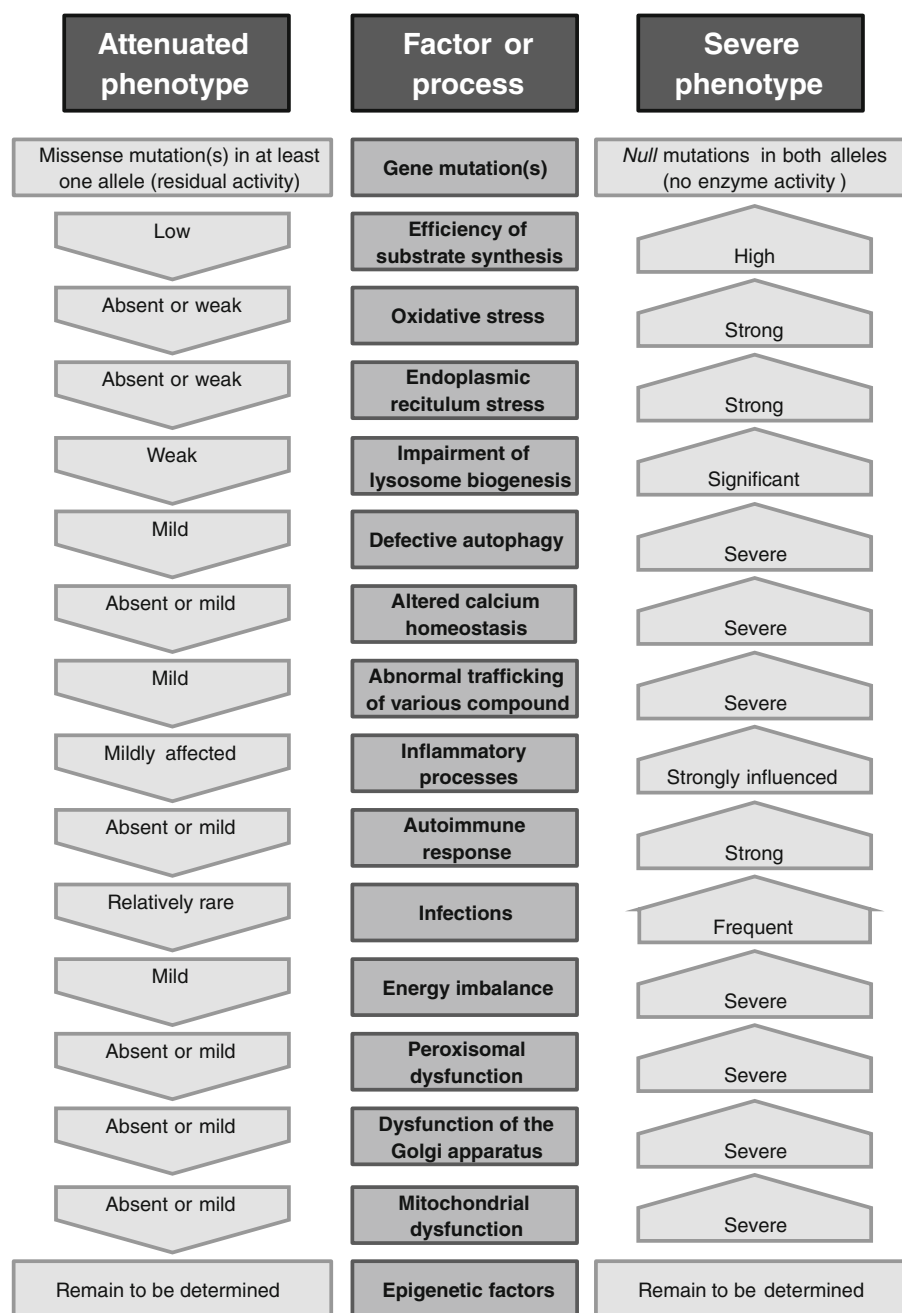 Attenuated
phenotype
Factor or
process
Severe
phenotype
Missense mutation(s) in at least
one allele (residual activity)
Gene mutation(s)
Null mutations in both alleles
(no enzyme activity )
Low
Efficiency of
substrate synthesis
High
Absent or weak
Oxidative stress
Strong
Absent or weak
Endoplasmic
recitulum stress
Strong
Weak
Impairment of
lysosome biogenesis
Significant
Mild
Defective autophagy
Severe
Absent or mild
Altered calcium
homeostasis
Severe
Mild
Abnormal trafficking
of various compound
Severe
Mildly affected
Inflammatory
processes
Strongly influenced
Absent or mild
Autoimmune
response
Strong
Relatively rare
Infections
Frequent
Mild
Energy imbalance
Severe
Absent or mild
Peroxisomal
dysfunction
Severe
Absent or mild
Dysfunction of the
Golgi apparatus
Severe
Absent or mild
Mitochondrial
dysfunction
Severe
Remain to be determined
Epigenetic factors
Remain to be determined